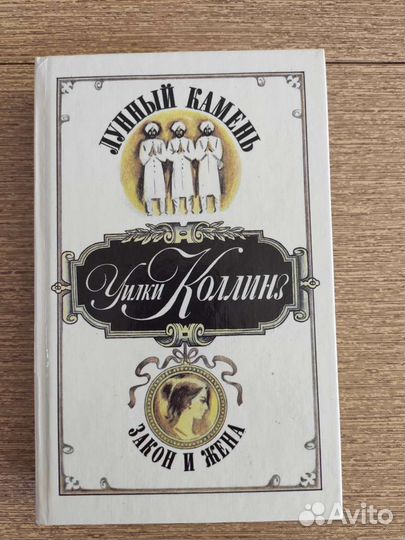 ЛУННЫЙ КАМЕНЬ
Уилки Коллинз
ЗАКОН И ЖЕНА
Avito